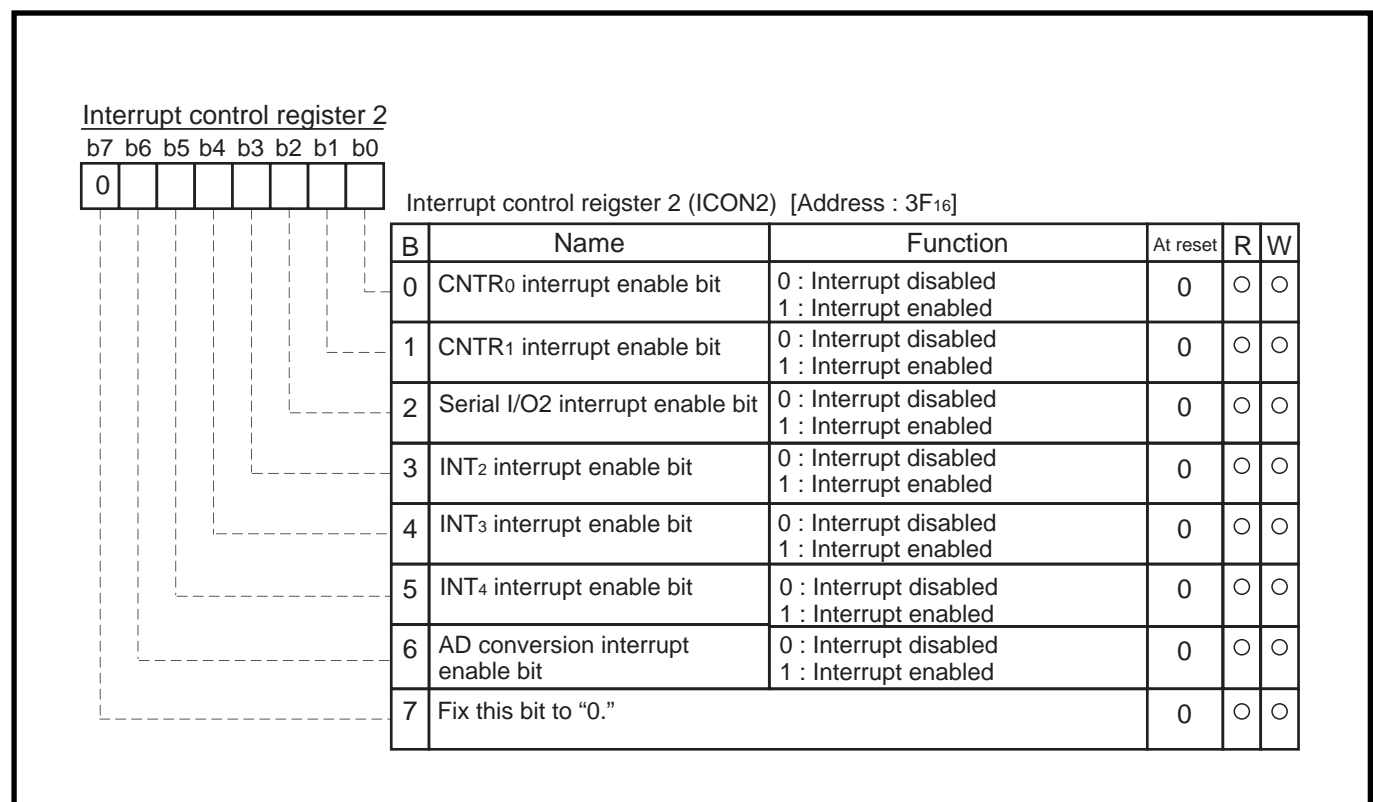 Interrupt control register 2
b7 b6 b5 b4 b3 b2 b1 b0
0
Interrupt control reigster 2 (ICON2) [Address : 3F16]
B Name Function At reset R W
0 CNTR0 interrupt enable bit 0 : Interrupt disabled 0 ○ ○
1 : Interrupt enabled
1 CNTR1 interrupt enable bit 0 : Interrupt disabled 0 ○ ○
1 : Interrupt enabled
2 Serial I/O2 interrupt enable bit 0 : Interrupt disabled 0 ○ ○
1 : Interrupt enabled
3 INT2 interrupt enable bit 0 : Interrupt disabled 0 ○ ○
1 : Interrupt enabled
4 INT3 interrupt enable bit 0 : Interrupt disabled 0 ○ ○
1 : Interrupt enabled
5 INT4 interrupt enable bit 0 : Interrupt disabled 0 ○ ○
1 : Interrupt enabled
6 AD conversion interrupt 0 : Interrupt disabled 0 ○ ○
enable bit 1 : Interrupt enabled
7 Fix this bit to “0.” 0 ○ ○